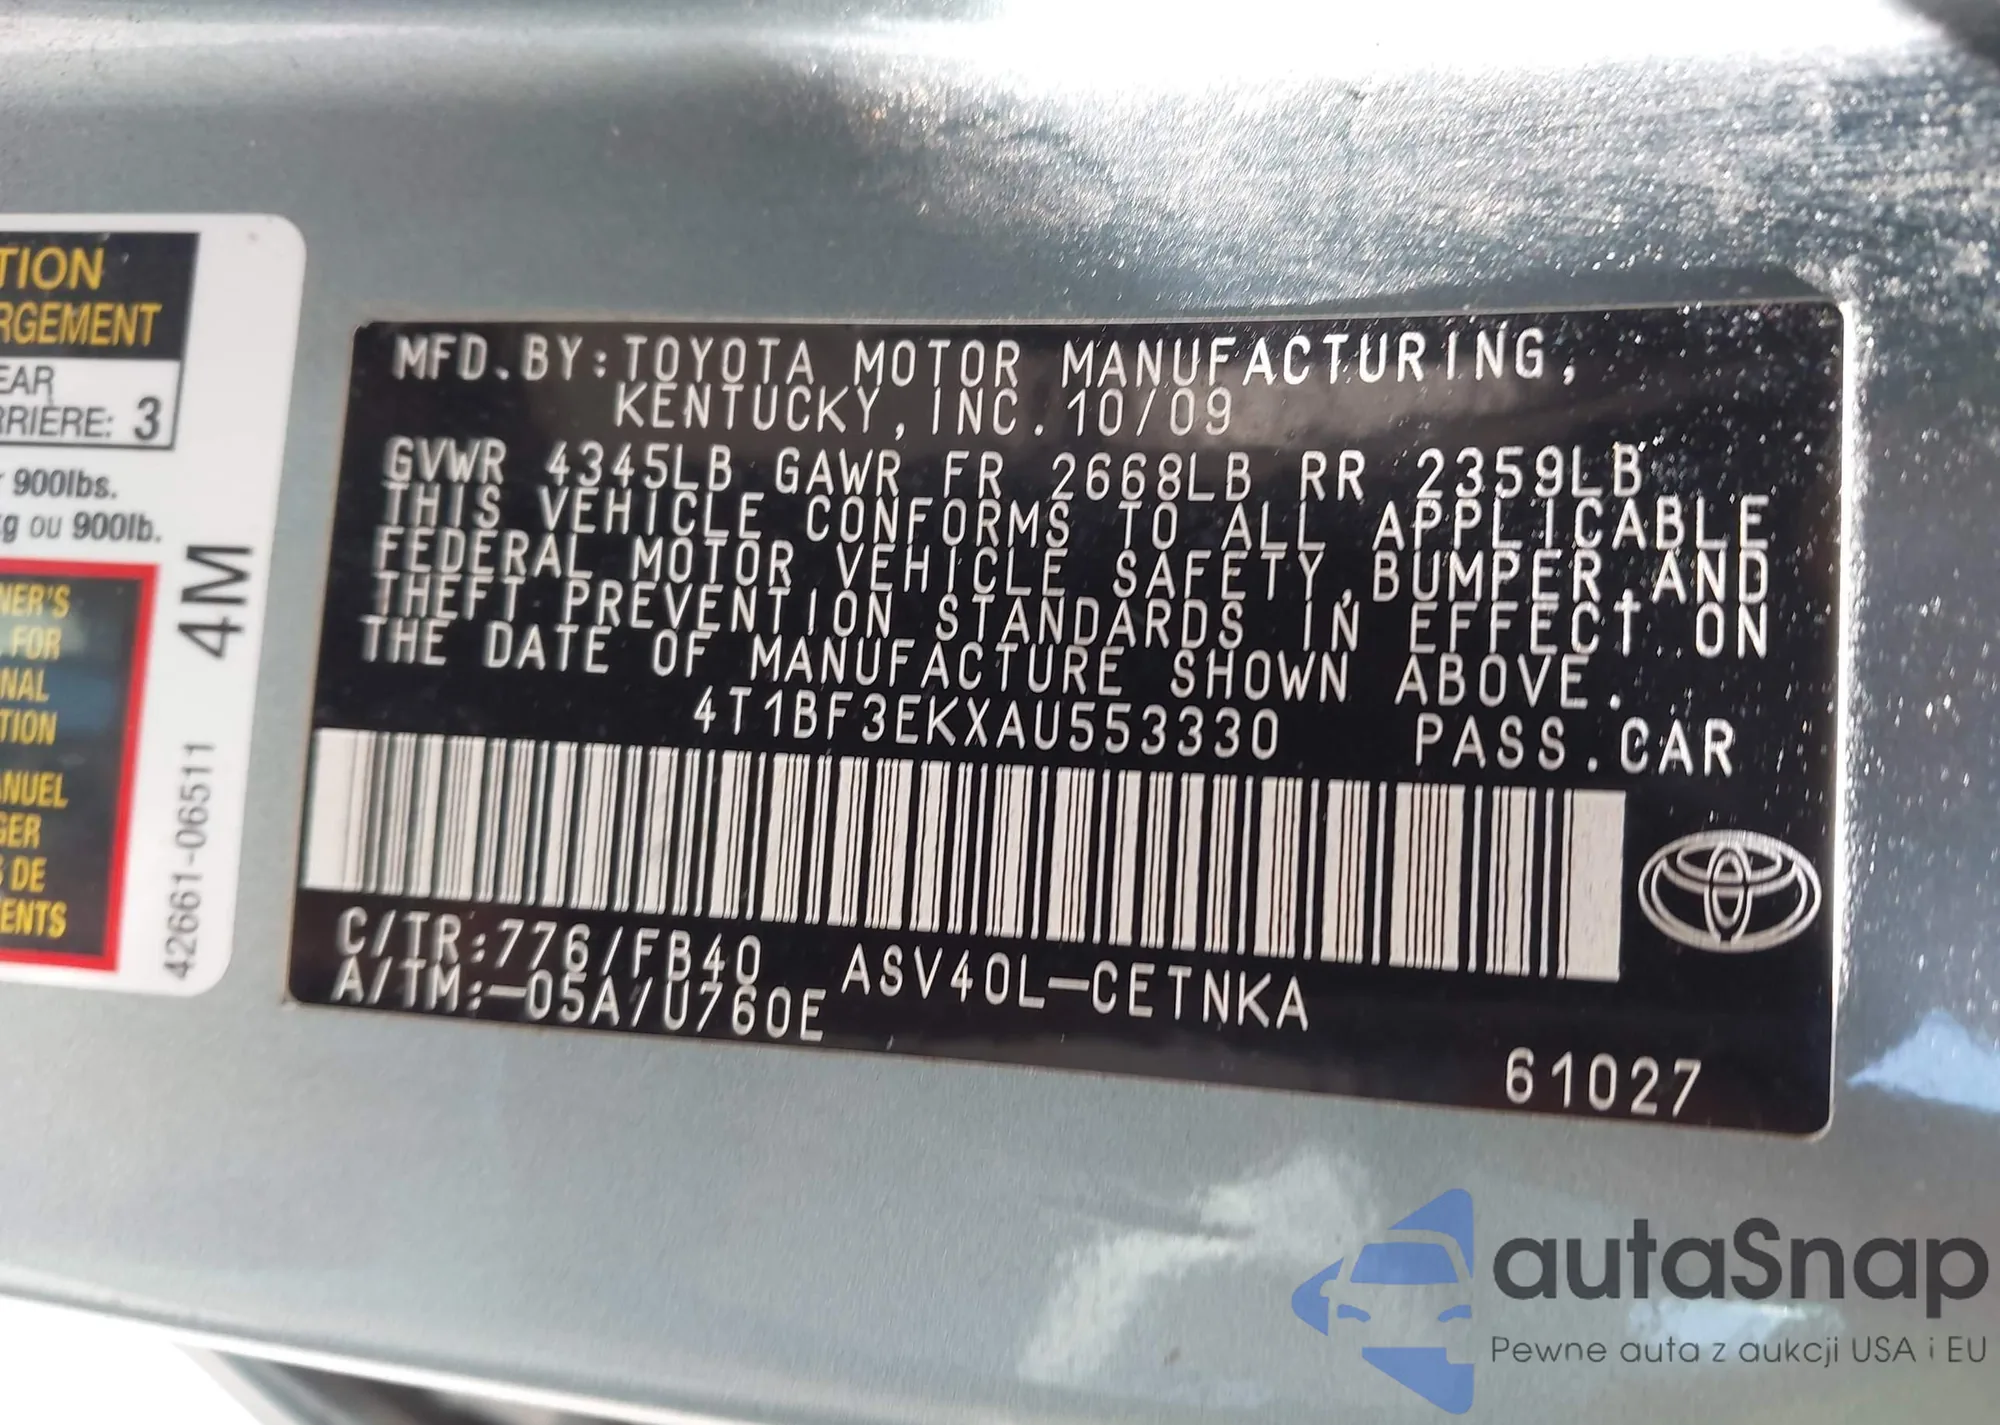 TION
RGEMENT
EAR
RRIÈRE: 3
900lbs.
kg ou 900lb.
NER'S
FOR
NAL
TION
ANUEL
GER
S DE
ENTS
4M
42661-06511
MFD. BY: TOYOTA MOTOR MANUFACTURING,
KENTUCKY, INC. 10/09
GVWR 4345LB GAWR FR 2668LB RR 2359LB
THIS VEHICLE CONFORMS TO ALL APPLICABLE
FEDERAL MOTOR VEHICLE SAFETY, BUMPER, AND
THEFT PREVENTION STANDARDS IN EFFECT ON
THE DATE OF MANUFACTURE SHOWN ABOVE.
4T1BF3EKXAU553330 PASS. CAR
C/TR: 776/FB40 ASV40L-CETNKA
A/TM: -05A/U760E
61027
autaSnap
Pewne auta z aukcji USA i EU